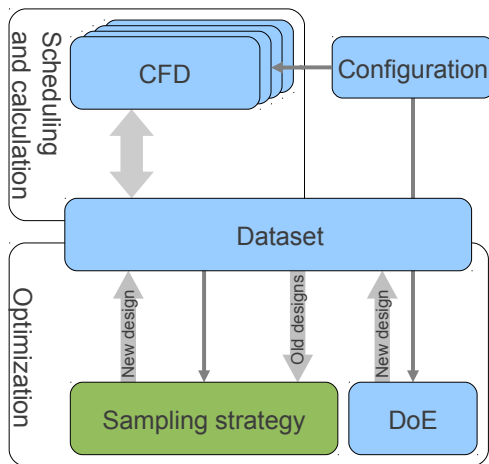 Scheduling
and calculation
CFD
Configuration
Dataset
Optimization
New design
Old designs
New design
Sampling strategy
DoE